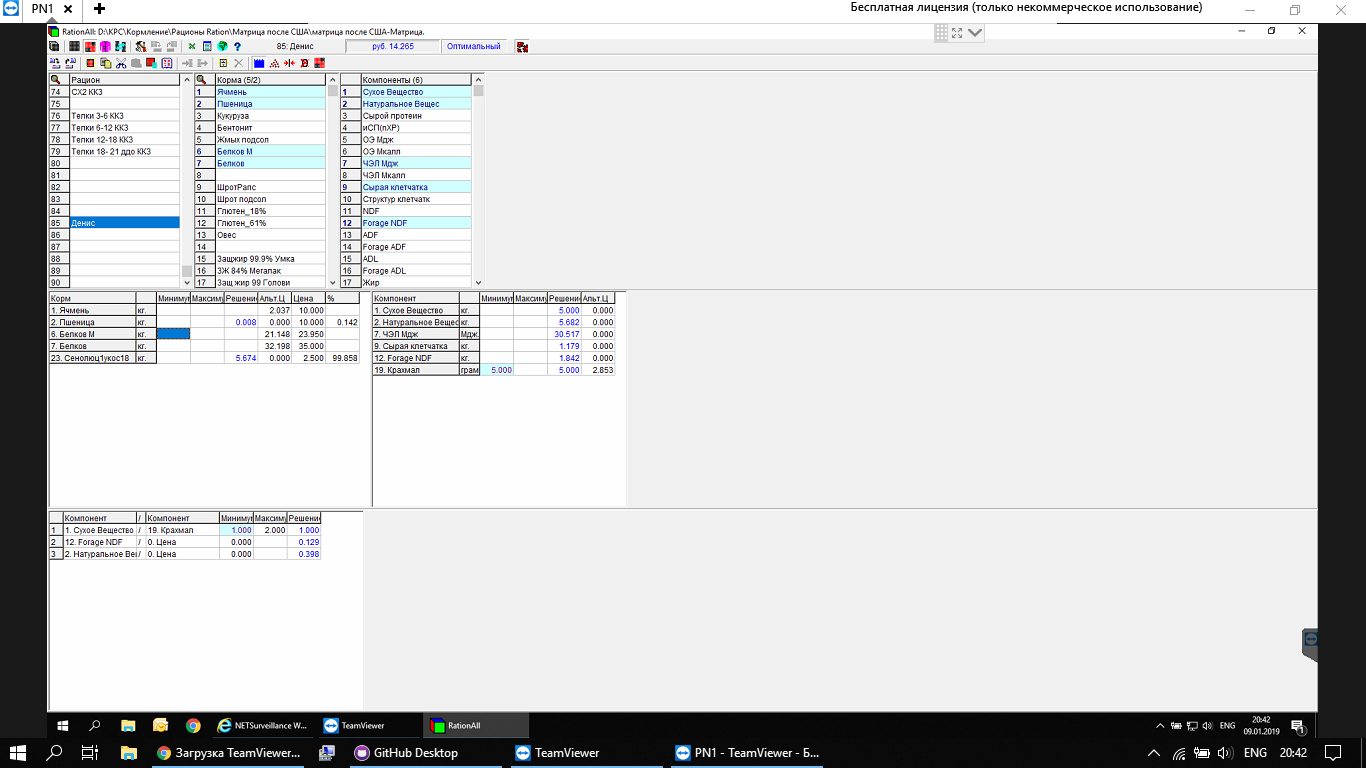 PN1
Бесплатная лицензия (только некоммерческое использование)
RationAll: D:\КРС\Кормление\Рационы Ration\Матрица после США\матрица после США-Матрица.
85: Денис
руб. 14.265
Оптимальный
Рацион
74 СХ2 ККЗ
75
76 Телки 3-6 ККЗ
77 Телки 6-12 ККЗ
78 Телки 12-18 ККЗ
79 Телки 18- 21 ддо ККЗ
80
81
82
83
84
85 Денис
86
87
88
89
90
Корма (5/2)
1 Ячмень
2 Пшеница
3 Кукуруза
4 Бентонит
5 Жмых подсол
6 Белков М
7 Белков
8
9 ШротРапс
10 Шрот подсол
11 Глютен_18%
12 Глютен_61%
13 Овес
14
15 Защжир 99.9% Умка
16 ЗЖ 84% Мегалак
17 Защ жир 99 Голови
Компоненты (6)
1 Сухое Вещество
2 Натуральное Вещес
3 Сырой протеин
4 иСП(nXP)
5 ОЭ Мдж
6 ОЭ Мкалл
7 ЧЭЛ Мдж
8 ЧЭЛ Мкалл
9 Сырая клетчатка
10 Структур клетчатк
11 NDF
12 Forage NDF
13 ADF
14 Forage ADF
15 ADL
16 Forage ADL
17 Жир
Корм Минимум Максиму Решени Альт.Ц Цена %
1. Ячмень кг. 2.037 10.000
2. Пшеница кг. 0.008 0.000 10.000 0.142
6. Белков М кг. 21.148 23.950
7. Белков кг. 32.198 35.000
23. Сенолюц1укос18 кг. 5.674 0.000 2.500 99.858
Компонент Минимум Максиму Решени Альт.Ц
1. Сухое Вещество кг. 5.000 0.000
2. Натуральное Вещес кг. 5.682 0.000
7. ЧЭЛ Мдж Мдж. 30.517 0.000
9. Сырая клетчатка кг. 1.179 0.000
12. Forage NDF кг. 1.842 0.000
19. Крахмал грам 5.000 5.000 2.853
Компонент / Компонент Минимум Максиму Решени
1 1. Сухое Вещество / 19. Крахмал 1.000 2.000 1.000
2 12. Forage NDF / 0. Цена 0.000 0.129
3 2. Натуральное Ве / 0. Цена 0.000 0.398
NETSurveillance W...
TeamViewer
RationAll
ENG
20:42
09.01.2019
1
Загрузка TeamViewer...
GitHub Desktop
TeamViewer
PN1 - TeamViewer - Б...
ENG
20:42